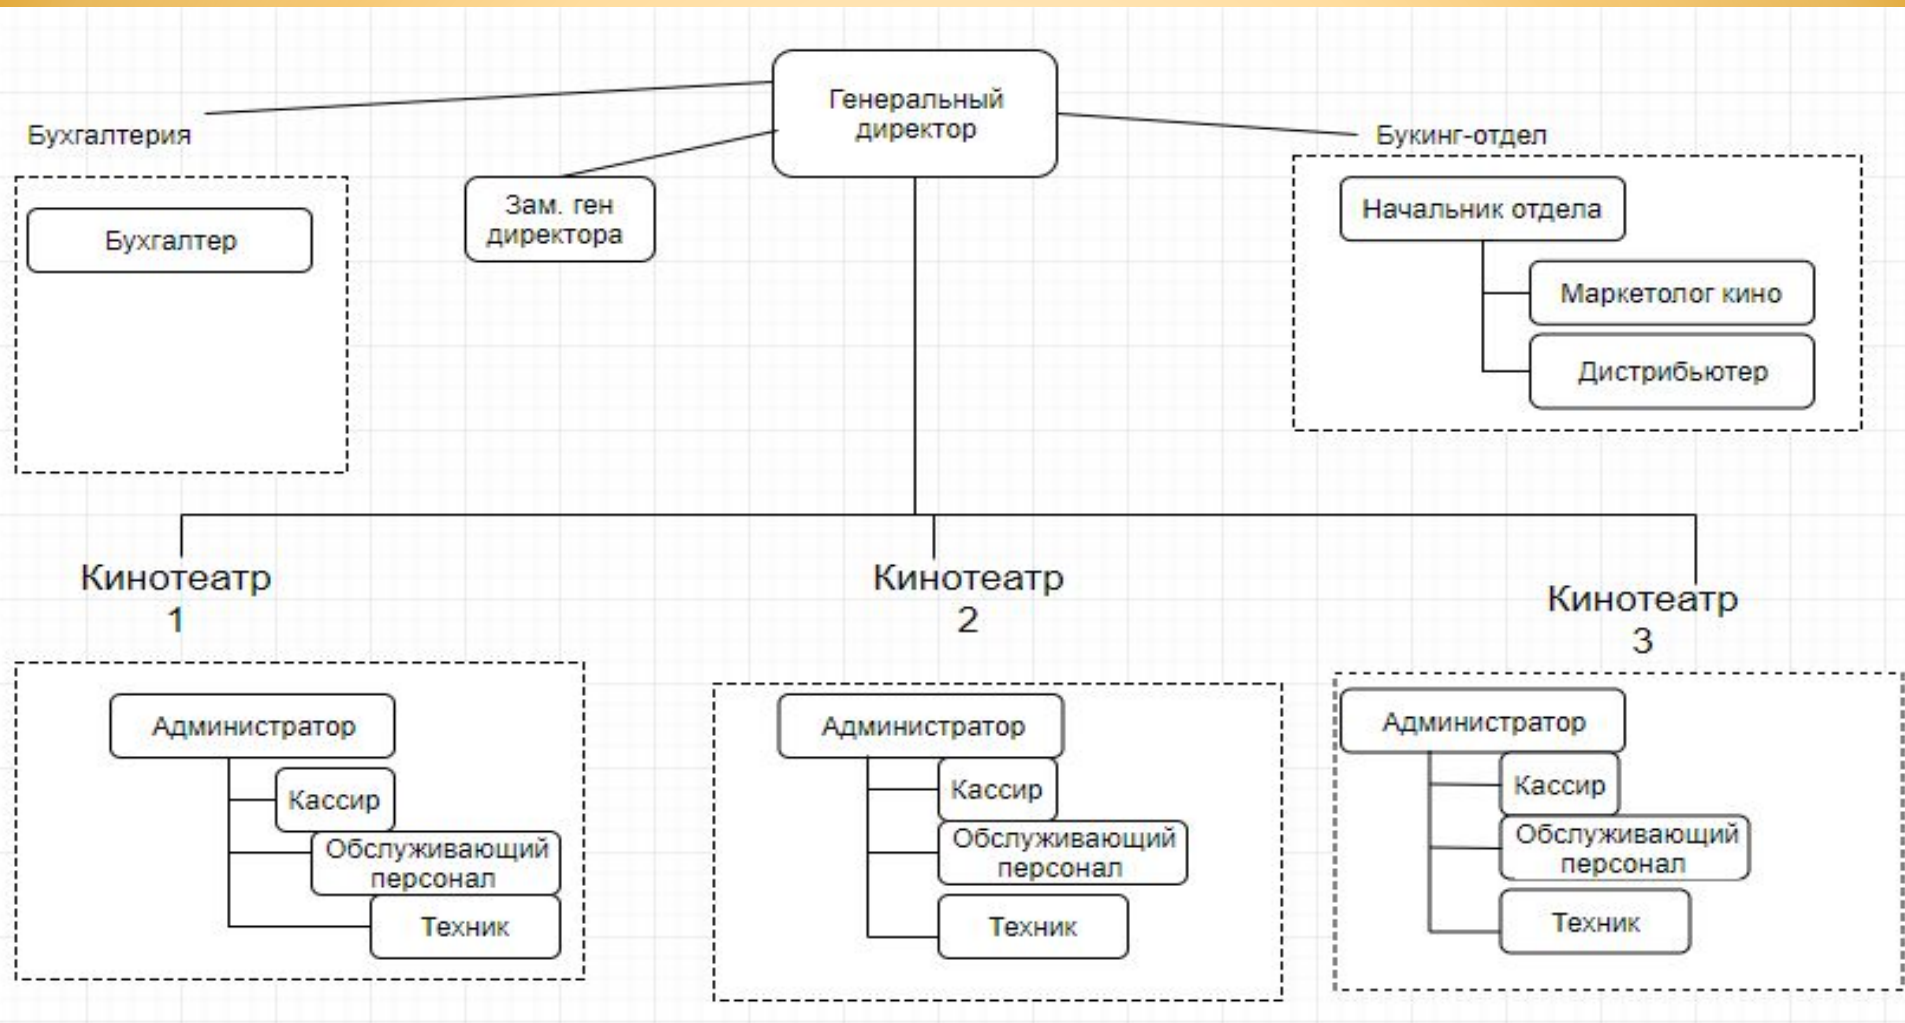 Генеральный
директор
Бухгалтерия
Букинг-отдел
Бухгалтер
Зам. ген
директора
Начальник отдела
Маркетолог кино
Дистрибьютер
Кинотеатр
1
Кинотеатр
2
Кинотеатр
3
Администратор
Кассир
Обслуживающий
персонал
Техник
Администратор
Кассир
Обслуживающий
персонал
Техник
Администратор
Кассир
Обслуживающий
персонал
Техник